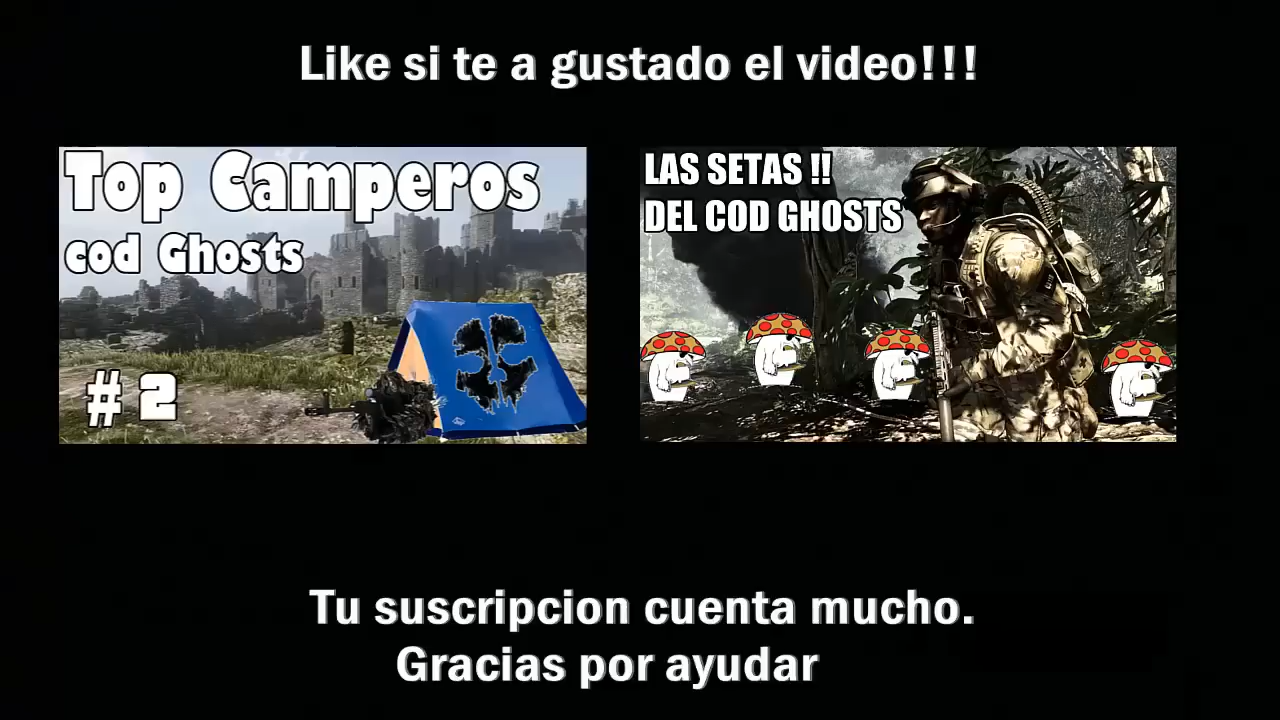 Like si te a gustado el video!!!
Top Camperos
cod Ghosts
# 2
LAS SETAS !!
DEL COD GHOSTS
Tu suscripcion cuenta mucho.
Gracias por ayudar